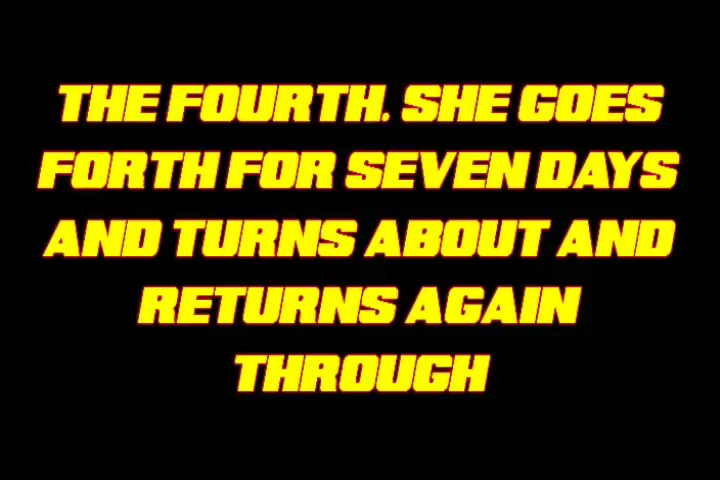 THE FOURTH. SHE GOES
FORTH FOR SEVEN DAYS
AND TURNS ABOUT AND
RETURNS AGAIN
THROUGH